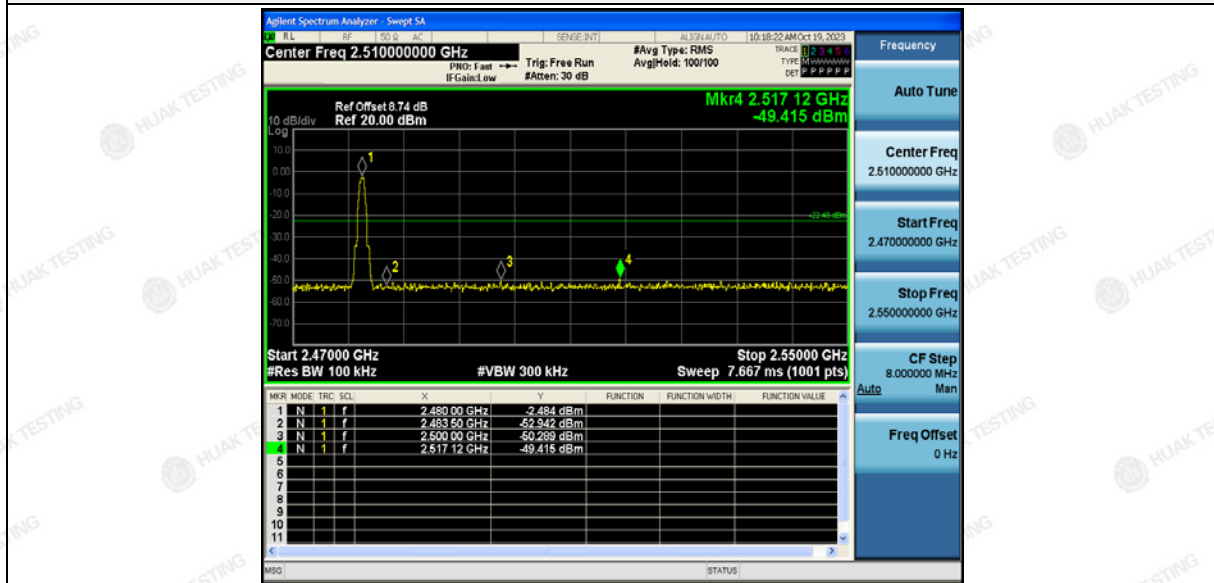 Agilent Spectrum Analyzer - Swept SA
RL RF 50 Ω AC SENSE:INT ALIGN AUTO 10:18:22 AM Oct 19, 2023
Center Freq 2.510000000 GHz
PNO: Fast
IFGain:Low
Trig: Free Run
#Atten: 30 dB
#Avg Type: RMS
Avg|Hold: 100/100
TRACE 1 2 3 4 5 6
TYPE M
DET P P P P P P
Ref Offset 8.74 dB
10 dB/div Ref 20.00 dBm
Log
Mkr4 2.517 12 GHz
-49.415 dBm
10.0
0.00
-10.0
-20.0
-40.0
-50.0
-60.0
-70.0
1
2
3
4
-22.48 dBm
Start 2.47000 GHz Stop 2.55000 GHz
#Res BW 100 kHz #VBW 300 kHz Sweep 7.667 ms (1001 pts)
MKR MODE TRC SCL X Y FUNCTION FUNCTION WIDTH FUNCTION VALUE
1 N 1 f 2.480 00 GHz -2.484 dBm
2 N 1 f 2.483 50 GHz -52.942 dBm
3 N 1 f 2.500 00 GHz -50.289 dBm
4 N 1 f 2.517 12 GHz -49.415 dBm
5
6
7
8
9
10
11
MSG STATUS
Frequency
Auto Tune
Center Freq
2.510000000 GHz
Start Freq
2.470000000 GHz
Stop Freq
2.550000000 GHz
CF Step
8.000000 MHz
Auto Man
Freq Offset
0 Hz
HUAK TESTING
HUAK TESTING
HUAK TESTING
HUAK TESTING
HUAK TESTING